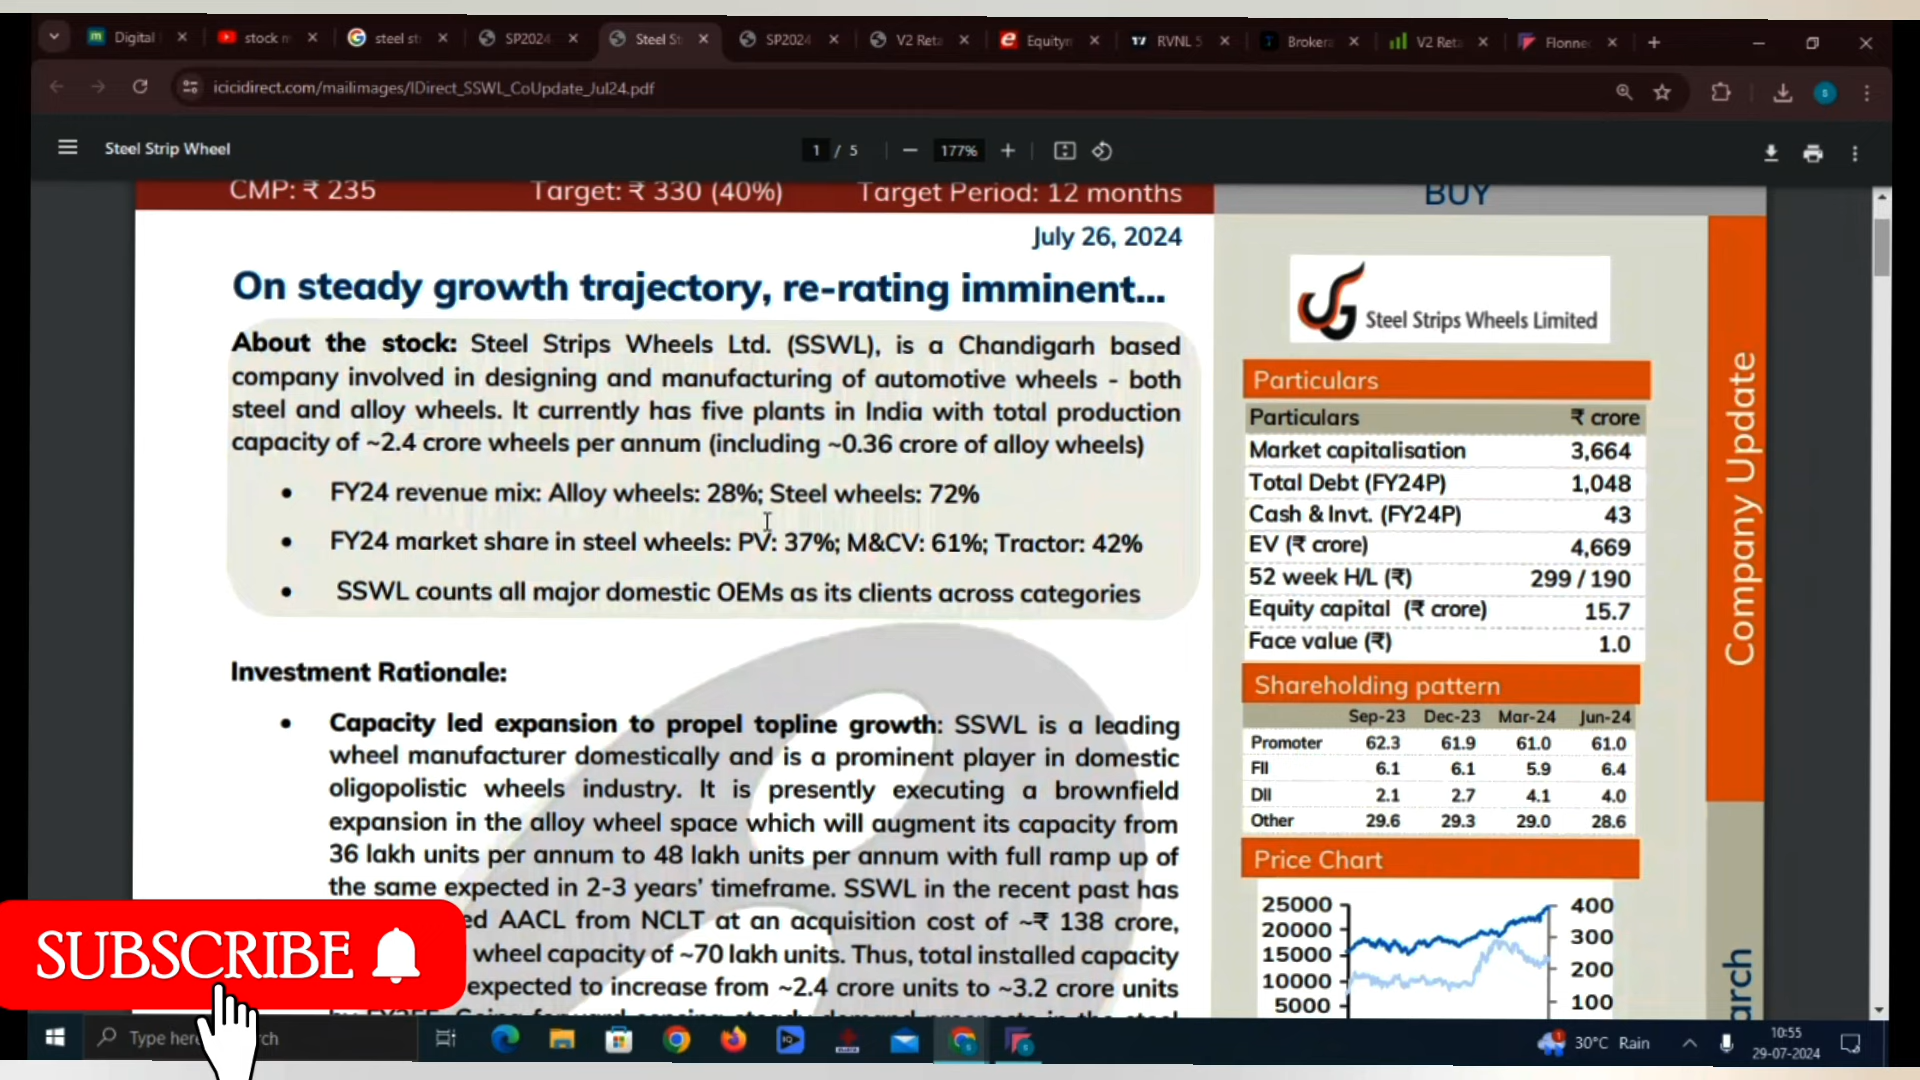 Digital
stock m
steel st
SP2024
Steel St
SP2024
V2 Reta
Equitym
RVNL 5
Brokera
V2 Reta
Flonne
icicidirect.com/mailimages/IDirect_SSWL_CoUpdate_Jul24.pdf
Steel Strip Wheel
1 / 5
177%
CMP: ₹ 235 Target: ₹ 330 (40%) Target Period: 12 months
BUY
July 26, 2024
On steady growth trajectory, re-rating imminent...
About the stock: Steel Strips Wheels Ltd. (SSWL), is a Chandigarh based
company involved in designing and manufacturing of automotive wheels - both
steel and alloy wheels. It currently has five plants in India with total production
capacity of ~2.4 crore wheels per annum (including ~0.36 crore of alloy wheels)
• FY24 revenue mix: Alloy wheels: 28%; Steel wheels: 72%
• FY24 market share in steel wheels: PV: 37%; M&CV: 61%; Tractor: 42%
• SSWL counts all major domestic OEMs as its clients across categories
Investment Rationale:
• Capacity led expansion to propel topline growth: SSWL is a leading
wheel manufacturer domestically and is a prominent player in domestic
oligopolistic wheels industry. It is presently executing a brownfield
expansion in the alloy wheel space which will augment its capacity from
36 lakh units per annum to 48 lakh units per annum with full ramp up of
the same expected in 2-3 years' timeframe. SSWL in the recent past has
ed AACL from NCLT at an acquisition cost of ~₹ 138 crore,
wheel capacity of ~70 lakh units. Thus, total installed capacity
expected to increase from ~2.4 crore units to ~3.2 crore units
Steel Strips Wheels Limited
Particulars
Particulars ₹ crore
Market capitalisation 3,664
Total Debt (FY24P) 1,048
Cash & Invt. (FY24P) 43
EV (₹ crore) 4,669
52 week H/L (₹) 299 / 190
Equity capital (₹ crore) 15.7
Face value (₹) 1.0
Shareholding pattern
Sep-23 Dec-23 Mar-24 Jun-24
Promoter 62.3 61.9 61.0 61.0
FII 6.1 6.1 5.9 6.4
DII 2.1 2.7 4.1 4.0
Other 29.6 29.3 29.0 28.6
Price Chart
25000 400
20000 300
15000
10000 200
5000 100
Company Update
arch
SUBSCRIBE
Type here
rch
30°C Rain
10:55
29-07-2024